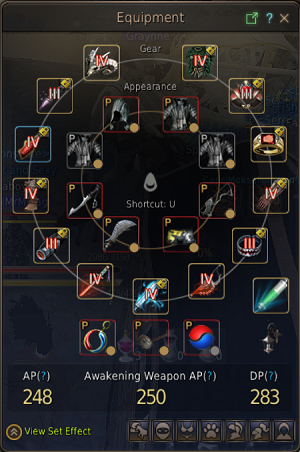 Equipment
?
Gear
IV
IV
III
III
Appearance
P
P
IV
P
P
IV
IV
P
P
Shortcut: U
P
P
III
III
IV
IV
IV
P
P
P
AP(?)
Awakening Weapon AP(?)
DP(?)
248
250
283
View Set Effect